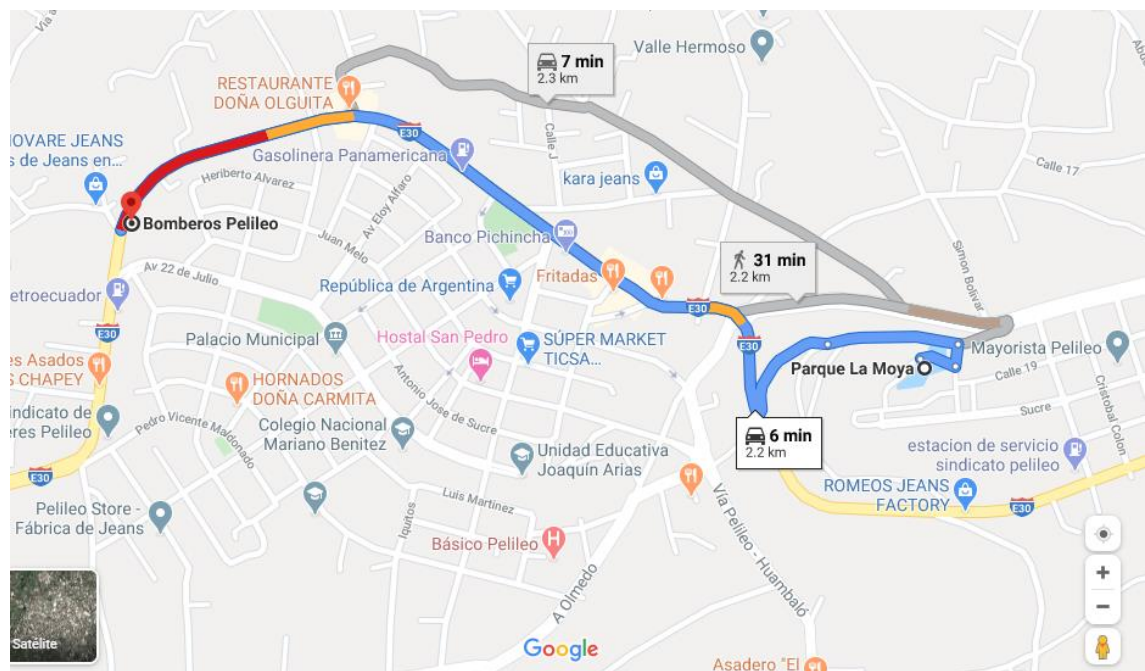 Vía a
Valle Hermoso
7 min
2.3 km
RESTAURANTE
DOÑA OLGUITA
E30
IOVARE JEANS
s de Jeans en...
Calle J
Gasolinera Panamericana
Calle 17
Heriberto Alvarez
kara jeans
Av Eloy Alfaro
Bomberos Pelileo
Juan Melo
Banco Pichincha
31 min
2.2 km
Simon Bolivar
Av 22 de Julio
República de Argentina
Fritadas
etroecuador
E30
E30
E30
Palacio Municipal
Hostal San Pedro
SÚPER MARKET
TICSA...
Mayorista Pelileo
Parque La Moya
Calle 19
es Asados
S CHAPEY
HORNADOS
DOÑA CARMITA
Antonio Jose de Sucre
Cristobal Colon
Sucre
indicato de
eres Pelileo
Pedro Vicente Maldonado
Colegio Nacional
Mariano Benitez
6 min
2.2 km
Unidad Educativa
Joaquín Arias
estacion de servicio
sindicato pelileo
E30
ROMEOS JEANS
FACTORY
E30
Luis Martínez
Iquitos
Pelileo Store -
Fábrica de Jeans
Vía Pelileo - Huambaló
Básico Pelileo
A Olmedo
Satélite
Google
Asadero "El